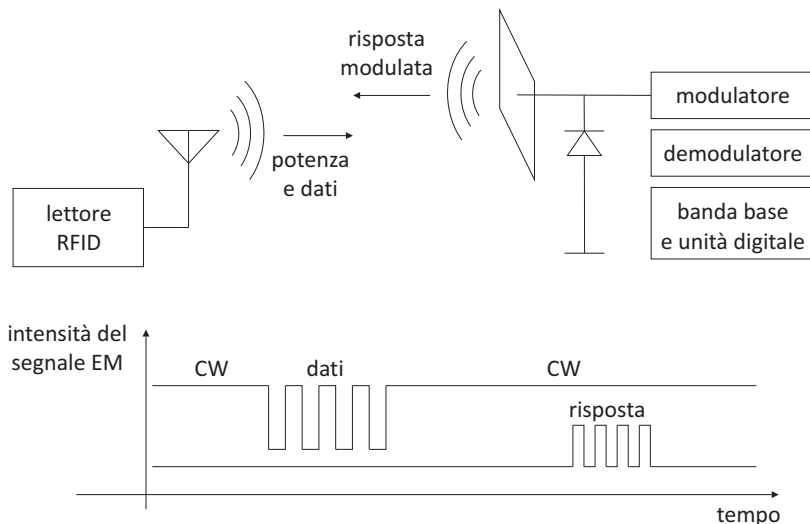 risposta
modulata
potenza
e dati
lettore
RFID
modulatore
demodulatore
banda base
e unità digitale
intensità del
segnale EM
CW
dati
CW
risposta
tempo